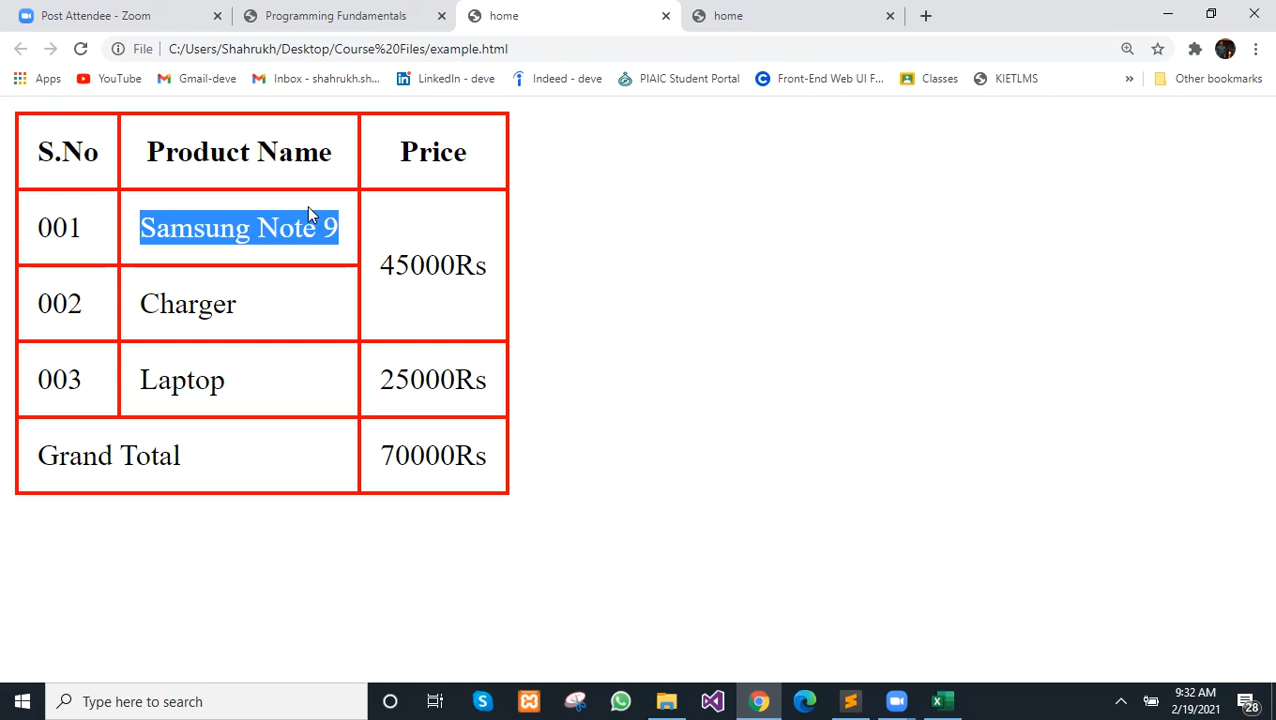 Post Attendee - Zoom
Programming Fundamentals
home
home
File
C:/Users/Shahrukh/Desktop/Course%20Files/example.html
Apps
YouTube
Gmail-deve
Inbox - shahrukh.sh...
LinkedIn - deve
Indeed - deve
PIAIC Student Portal
Front-End Web UI F...
Classes
KIETLMS
»
Other bookmarks
S.No Product Name Price
001 Samsung Note 9 45000Rs
002 Charger
003 Laptop 25000Rs
Grand Total 70000Rs
Type here to search
9:32 AM
2/19/2021
28